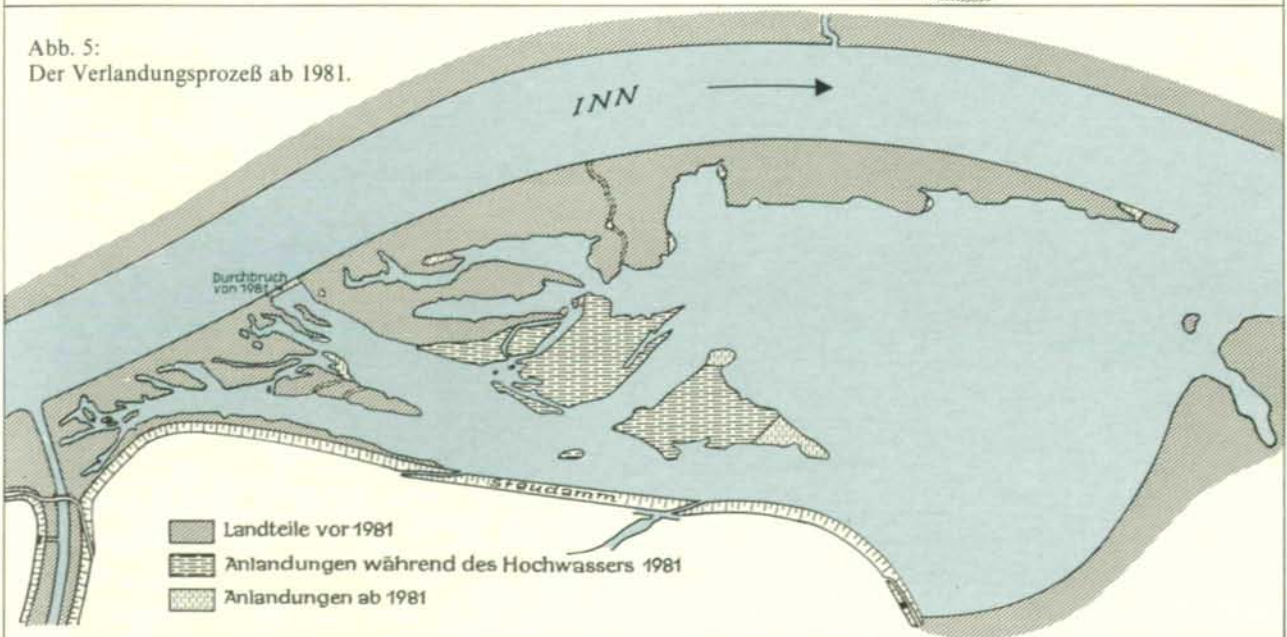 Abb. 5:
Der Verlandungsprozeß ab 1981.
INN
Durchbruch
von 1981
Staudamm
Landteile vor 1981
Anlandungen während des Hochwassers 1981
Anlandungen ab 1981